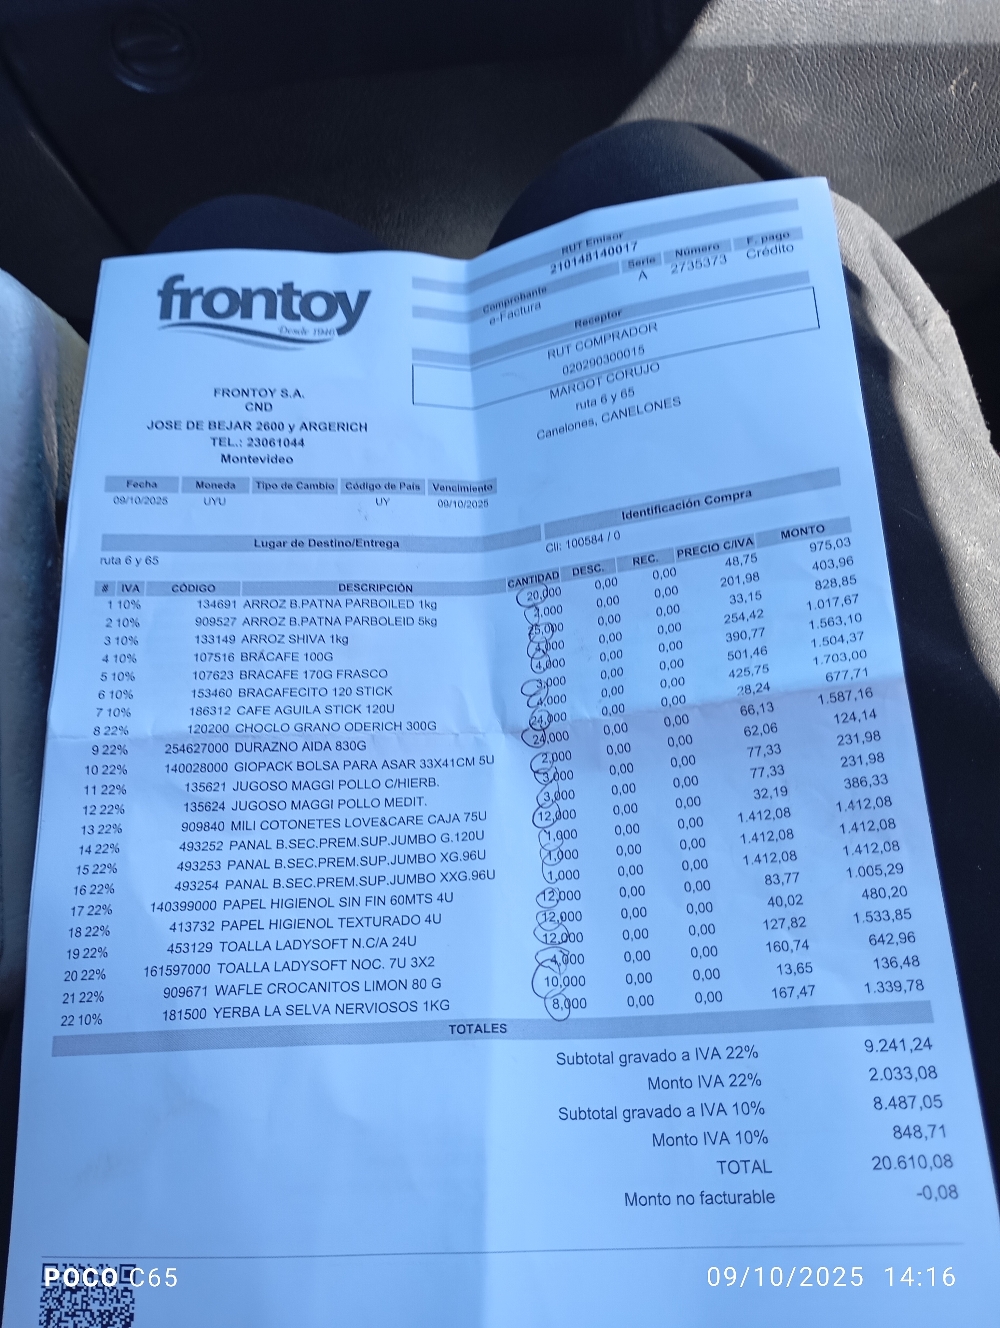 frontoy
Desde 1946
RUT Emisor
210148140017
Comprobante Serie Número F. pago
e-Factura A 2735373 Crédito
Receptor
RUT COMPRADOR
020290300015
MARGOT CORUJO
ruta 6 y 65
Canelones, CANELONES
FRONTOY S.A.
CND
JOSE DE BEJAR 2600 y ARGERICH
TEL.: 23061044
Montevideo
Fecha Moneda Tipo de Cambio Código de País Vencimiento
09/10/2025 UYU UY 09/10/2025
Lugar de Destino/Entrega Identificación Compra
ruta 6 y 65 Cli: 100584 / 0
# IVA CÓDIGO DESCRIPCIÓN CANTIDAD DESC. REC. PRECIO C/IVA MONTO
1 10% 134691 ARROZ B.PATNA PARBOILED 1kg 20,000 0,00 0,00 48,75 975,03
2 10% 909527 ARROZ B.PATNA PARBOLEID 5kg 2,000 0,00 0,00 201,98 403,96
3 10% 133149 ARROZ SHIVA 1kg 25,000 0,00 0,00 33,15 828,85
4 10% 107516 BRACAFE 100G 4,000 0,00 0,00 254,42 1.017,67
5 10% 107623 BRACAFE 170G FRASCO 4,000 0,00 0,00 390,77 1.563,10
6 10% 153460 BRACAFECITO 120 STICK 3,000 0,00 0,00 501,46 1.504,37
7 10% 186312 CAFE AGUILA STICK 120U 4,000 0,00 0,00 425,75 1.703,00
8 22% 120200 CHOCLO GRANO ODERICH 300G 24,000 0,00 0,00 28,24 677,71
9 22% 254627000 DURAZNO AIDA 830G 24,000 0,00 0,00 66,13 1.587,16
10 22% 140028000 GIOPACK BOLSA PARA ASAR 33X41CM 5U 2,000 0,00 0,00 62,06 124,14
11 22% 135621 JUGOSO MAGGI POLLO C/HIERB. 3,000 0,00 0,00 77,33 231,98
12 22% 135624 JUGOSO MAGGI POLLO MEDIT. 3,000 0,00 0,00 77,33 231,98
13 22% 909840 MILI COTONETES LOVE&CARE CAJA 75U 12,000 0,00 0,00 32,19 386,33
14 22% 493252 PANAL B.SEC.PREM.SUP.JUMBO G.120U 1,000 0,00 0,00 1.412,08 1.412,08
15 22% 493253 PANAL B.SEC.PREM.SUP.JUMBO XG.96U 1,000 0,00 0,00 1.412,08 1.412,08
16 22% 493254 PANAL B.SEC.PREM.SUP.JUMBO XXG.96U 1,000 0,00 0,00 1.412,08 1.412,08
17 22% 140399000 PAPEL HIGIENOL SIN FIN 60MTS 4U 12,000 0,00 0,00 83,77 1.005,29
18 22% 413732 PAPEL HIGIENOL TEXTURADO 4U 12,000 0,00 0,00 40,02 480,20
19 22% 453129 TOALLA LADYSOFT N.C/A 24U 12,000 0,00 0,00 127,82 1.533,85
20 22% 161597000 TOALLA LADYSOFT NOC. 7U 3X2 4,000 0,00 0,00 160,74 642,96
21 22% 909671 WAFLE CROCANITOS LIMON 80 G 10,000 0,00 0,00 13,65 136,48
22 10% 181500 YERBA LA SELVA NERVIOSOS 1KG 8,000 0,00 0,00 167,47 1.339,78
TOTALES
Subtotal gravado a IVA 22% 9.241,24
Monto IVA 22% 2.033,08
Subtotal gravado a IVA 10% 8.487,05
Monto IVA 10% 848,71
TOTAL 20.610,08
Monto no facturable -0,08
POCO C65 09/10/2025 14:16